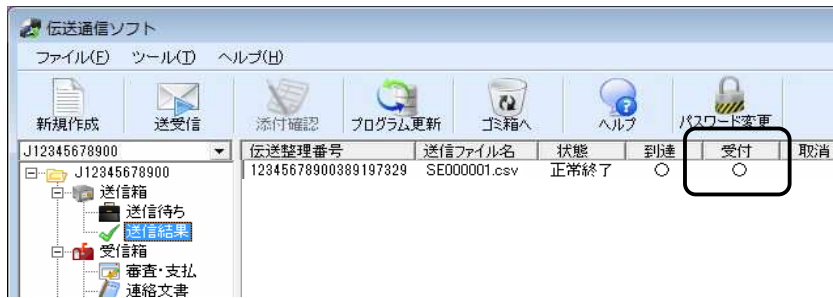 伝送通信ソフト
ファイル(F) ツール(T) ヘルプ(H)
新規作成 送受信 添付確認 プログラム更新 ゴミ箱へ ヘルプ パスワード変更
J12345678900
伝送整理番号 送信ファイル名 状態 到達 受付 取消
J12345678900
12345678900389197329 SE000001.csv 正常終了 ○ ○
送信箱
送信待ち
送信結果
受信箱
審査・支払
連絡文書